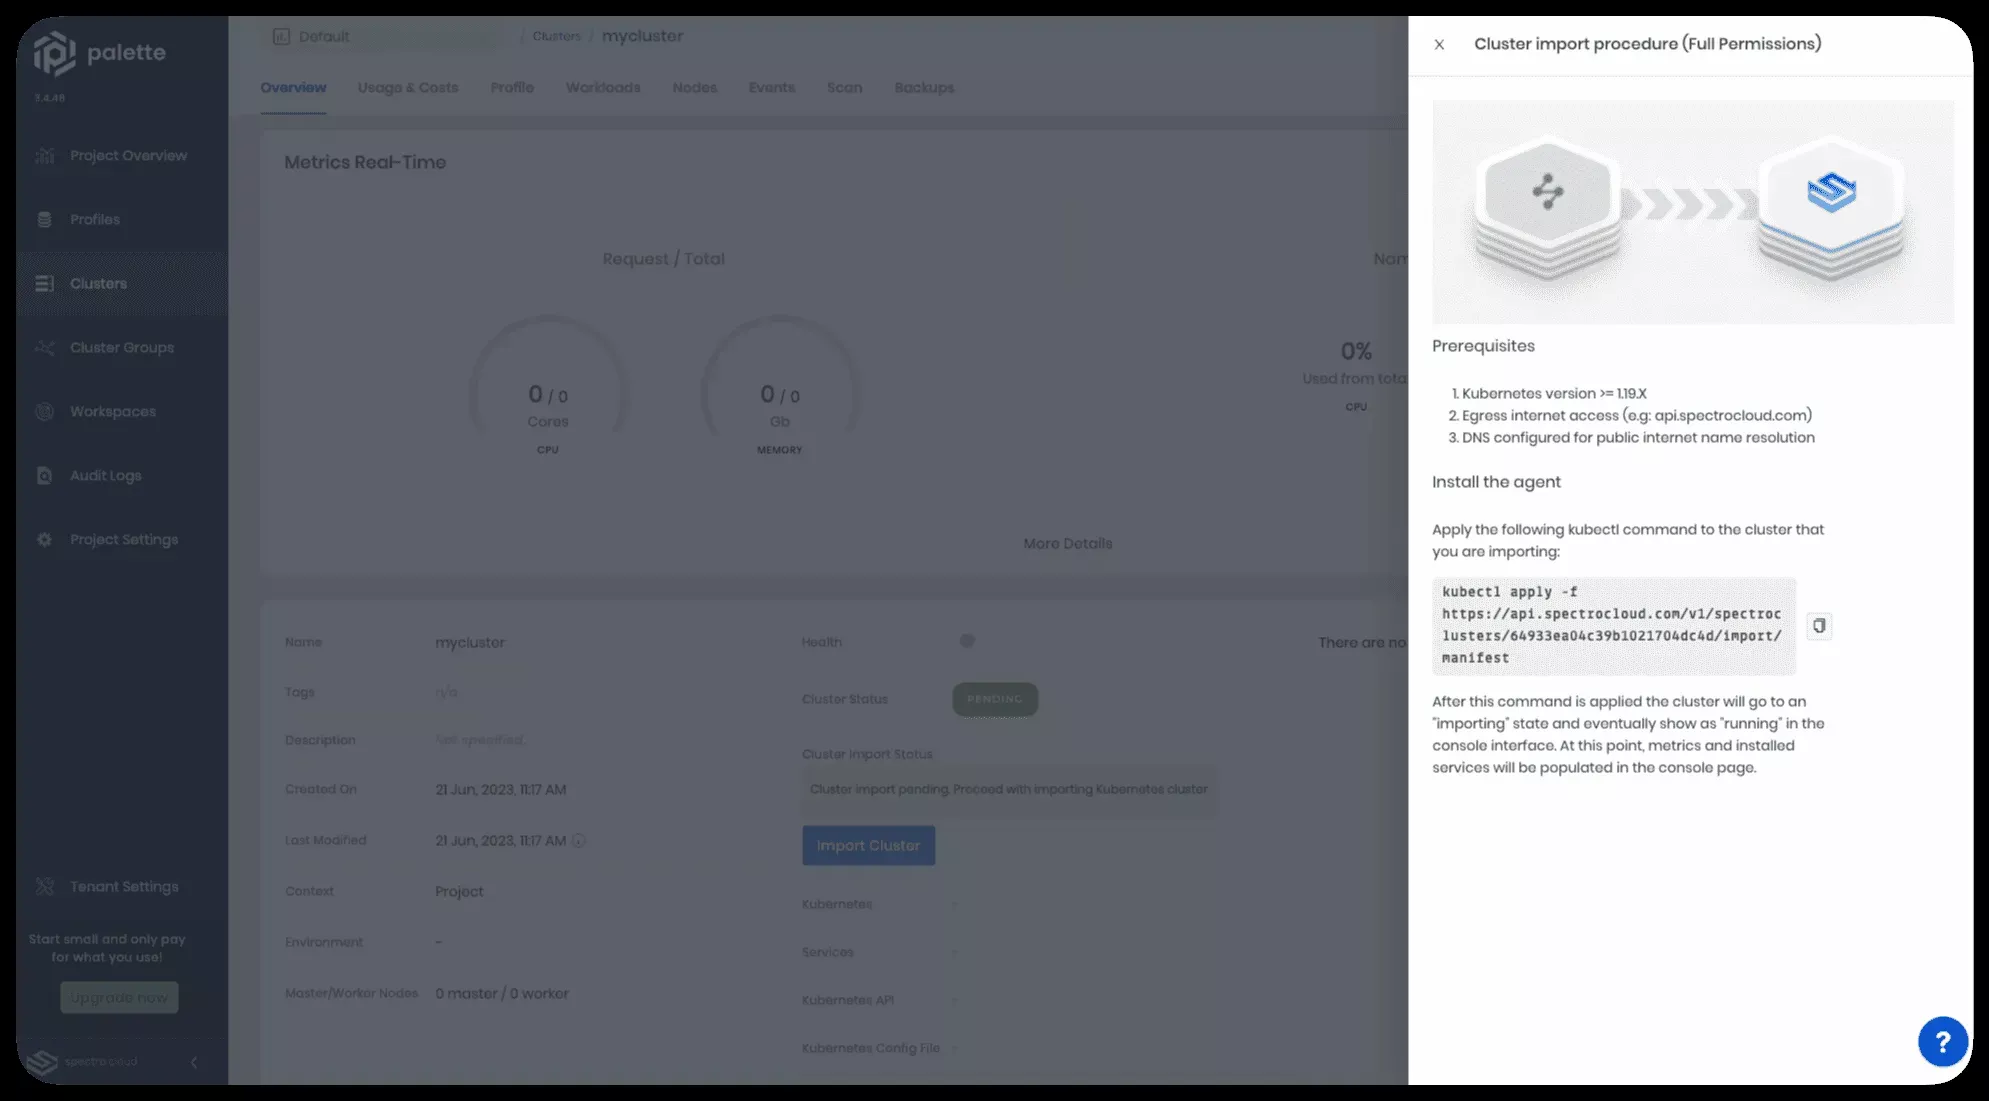 palette
Project Overview
Profiles
Clusters
Cluster Groups
Workspaces
Audit Logs
Project Settings
Tenant Settings
Start small and only pay
for what you use!
Upgrade now
spectro cloud
Default / Clusters / mycluster
Overview Usage & Costs Profile Workloads Nodes Events Scan Backups
Metrics Real-Time
Request / Total
0 / 0
Cores
CPU
0 / 0
Gb
MEMORY
0%
Used from tota
CPU
More Details
Name mycluster
Tags n/a
Description Not specified
Created On 21 Jun, 2023, 11:17 AM
Last Modified 21 Jun, 2023, 11:17 AM
Context Project
Environment -
Master/Worker Nodes 0 master / 0 worker
Health
Cluster Status PENDING
Cluster Import Status
Cluster import pending. Proceed with importing Kubernetes cluster
Import Cluster
Kubernetes -
Services -
Kubernetes API -
Kubernetes Config File -
There are no
Cluster import procedure (Full Permissions)
Prerequisites
1. Kubernetes version >= 1.19.X
2. Egress internet access (e.g: api.spectrocloud.com)
3. DNS configured for public internet name resolution
Install the agent
Apply the following kubectl command to the cluster that
you are importing:
kubectl apply -f
https://api.spectrocloud.com/v1/spectroc
lusters/64933ea04c39b1021704dc4d/import/
manifest
After this command is applied the cluster will go to an
"importing" state and eventually show as "running" in the
console interface. At this point, metrics and installed
services will be populated in the console page.
?